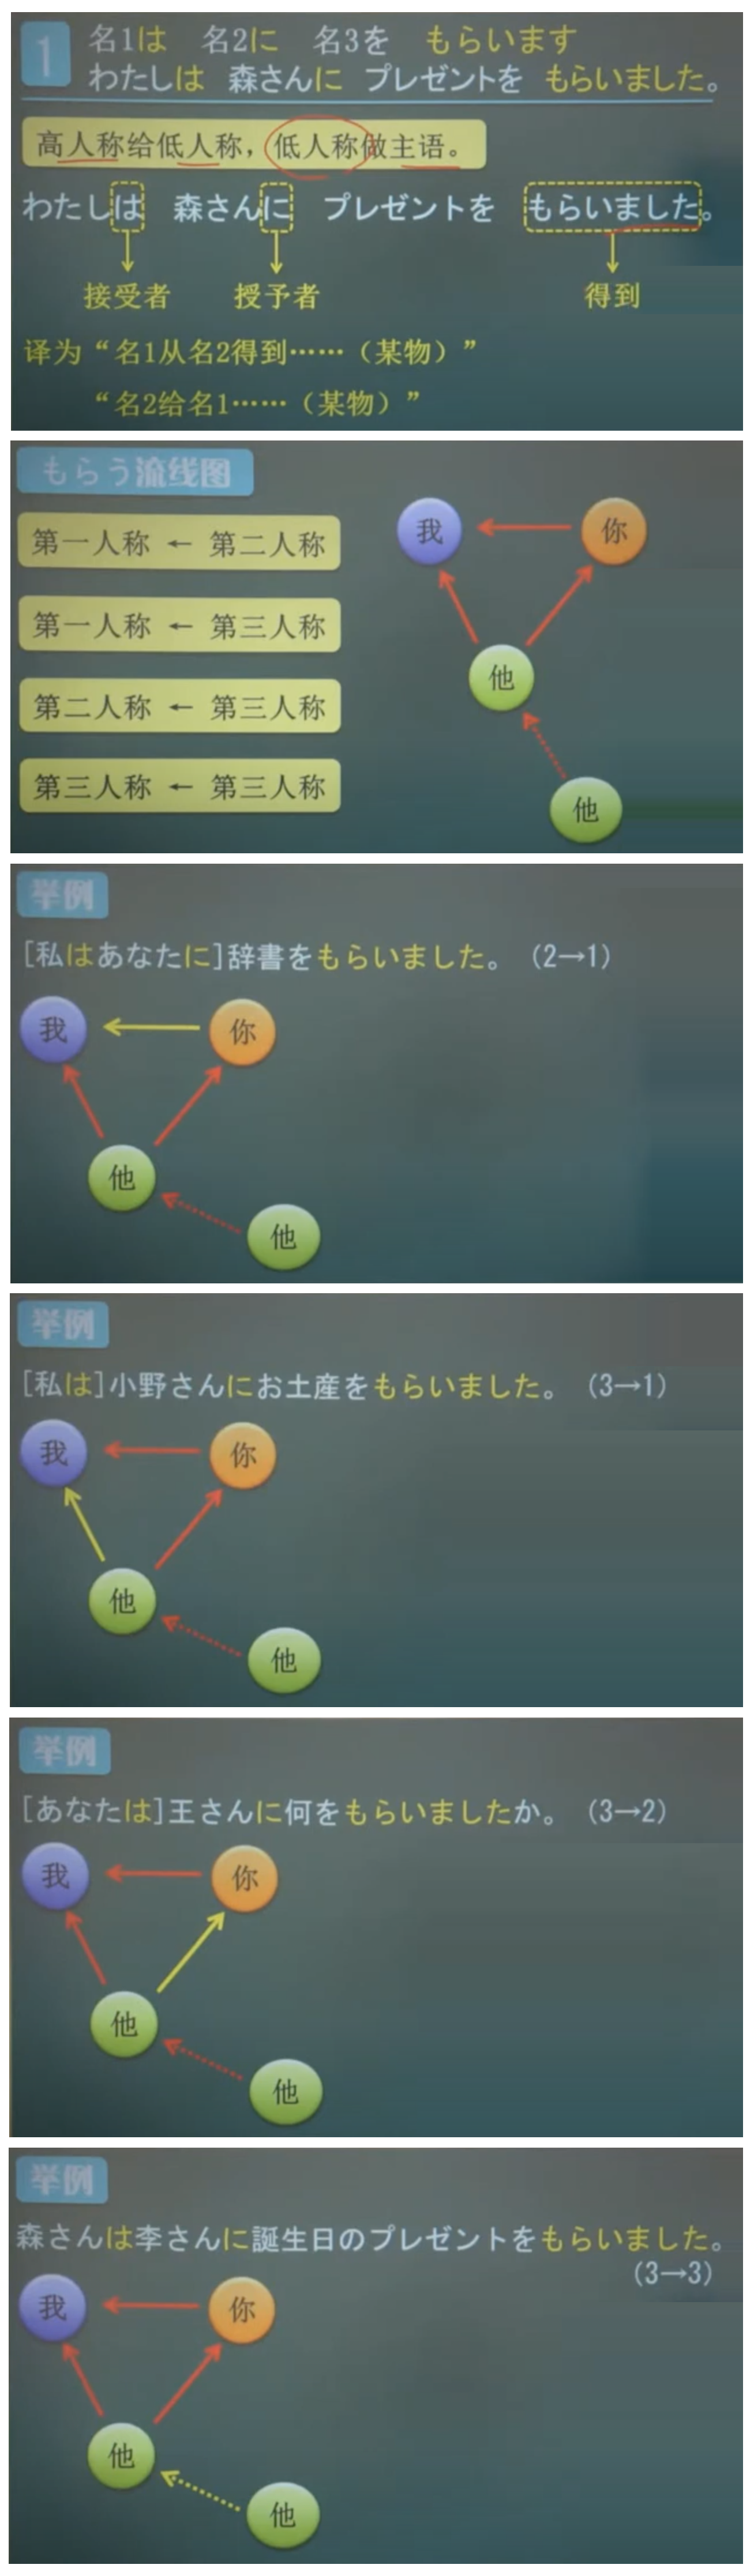 1
名1は 名2に 名3を もらいます
わたしは 森さんに プレゼントを もらいました。
高人称给低人称，低人称做主语。
わたしは 森さんに プレゼントを もらいました。
接受者 授予者 得到
译为“名1从名2得到……（某物）”
“名2给名1……（某物）”
もらう流线图
第一人称 ← 第二人称
第一人称 ← 第三人称
第二人称 ← 第三人称
第三人称 ← 第三人称
我 你
他
他
举例
[私はあなたに]辞書をもらいました。（2→1）
我 你
他
他
举例
[私は]小野さんにお土産をもらいました。（3→1）
我 你
他
他
举例
[あなたは]王さんに何をもらいましたか。（3→2）
我 你
他
他
举例
森さんは李さんに誕生日のプレゼントをもらいました。
（3→3）
我 你
他
他